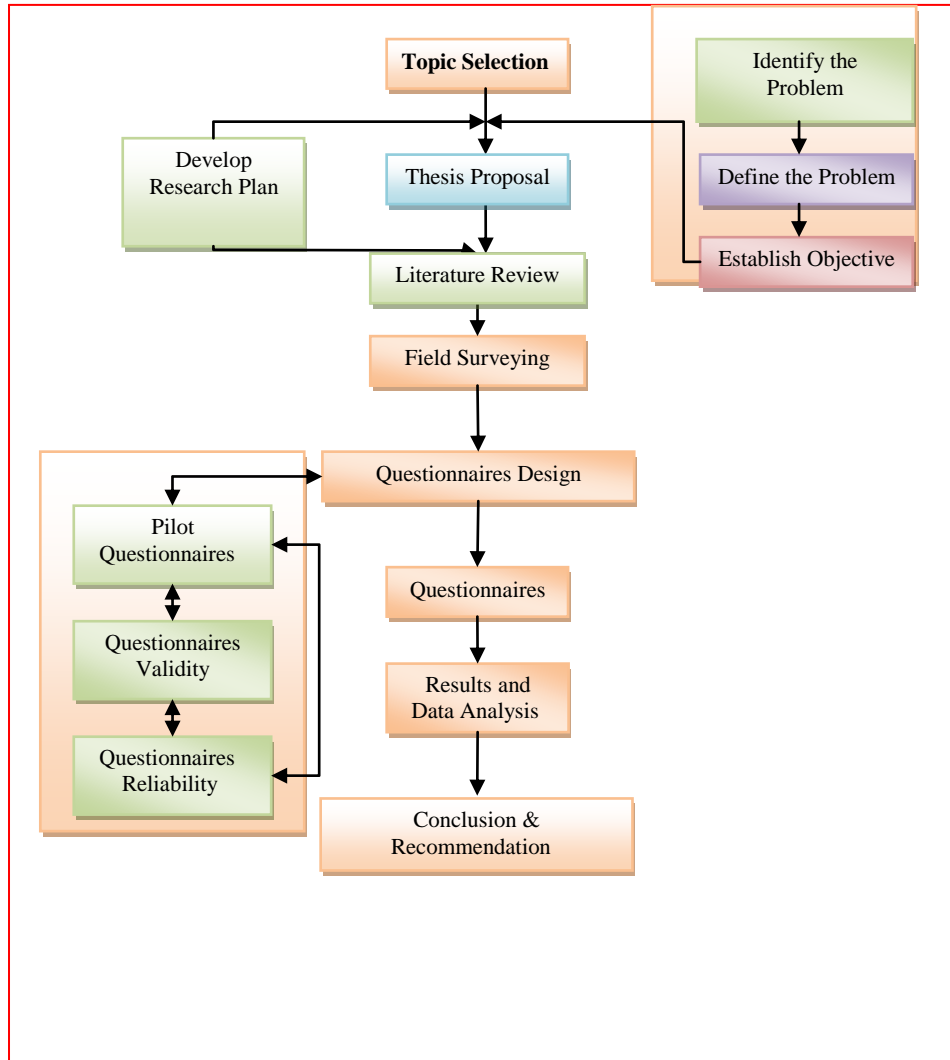 Topic Selection
Identify the
Problem
Develop
Research Plan
Thesis Proposal
Define the Problem
Establish Objective
Literature Review
Field Surveying
Questionnaires Design
Pilot
Questionnaires
Questionnaires
Questionnaires
Validity
Results and
Data Analysis
Questionnaires
Reliability
Conclusion &
Recommendation